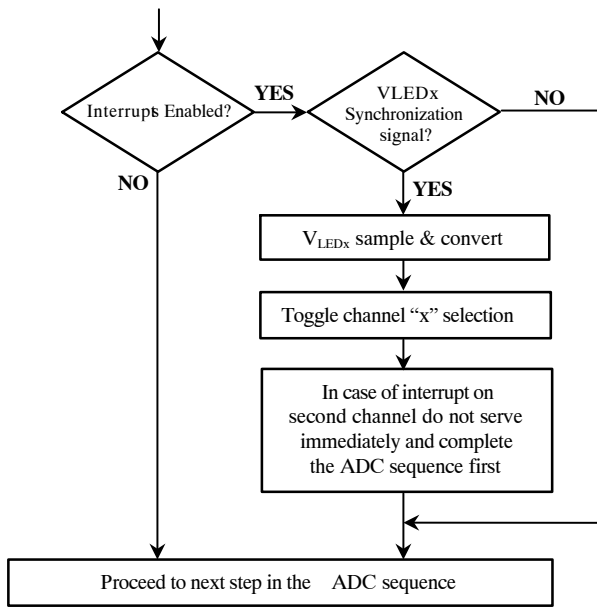 Interrupts Enabled?
YES
VLEDx
Synchronization
signal?
NO
NO
YES
VLEDx sample & convert
Toggle channel “x” selection
In case of interrupt on
second channel do not serve
immediately and complete
the ADC sequence first
Proceed to next step in the ADC sequence